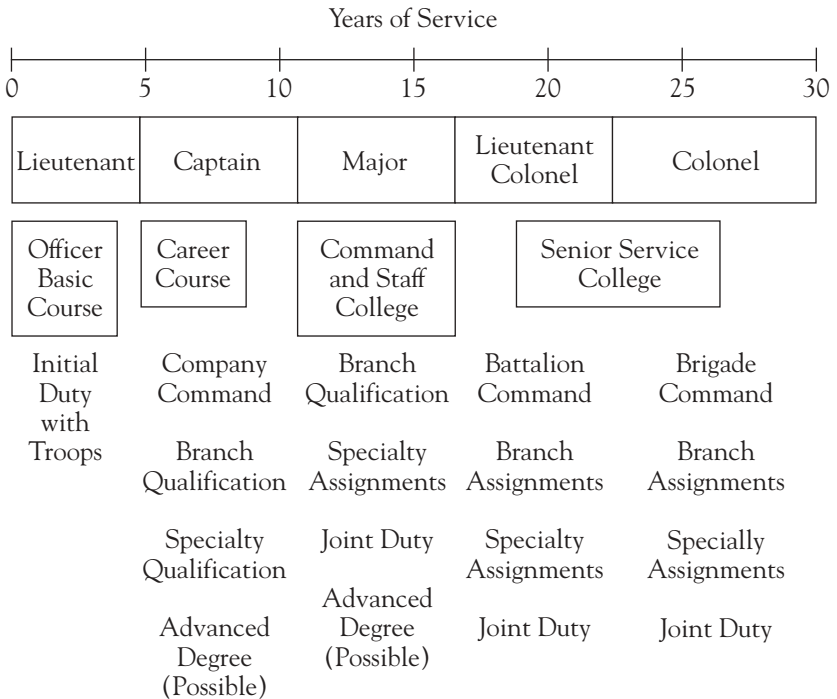 Years of Service
0 5 10 15 20 25 30
Lieutenant
Captain
Major
Lieutenant
Colonel
Colonel
Officer
Basic
Course
Career
Course
Command
and Staff
College
Senior Service
College
Initial
Duty
with
Troops
Company
Command
Branch
Qualification
Specialty
Qualification
Advanced
Degree
(Possible)
Branch
Qualification
Specialty
Assignments
Joint Duty
Advanced
Degree
(Possible)
Battalion
Command
Branch
Assignments
Specialty
Assignments
Joint Duty
Brigade
Command
Branch
Assignments
Specially
Assignments
Joint Duty